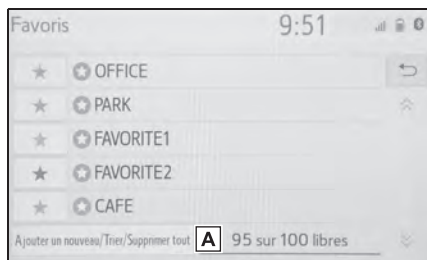 Favoris 9:51
OFFICE
PARK
FAVORITE1
FAVORITE2
CAFE
Ajouter un nouveau/Trier/Supprimer tout A 95 sur 100 libres